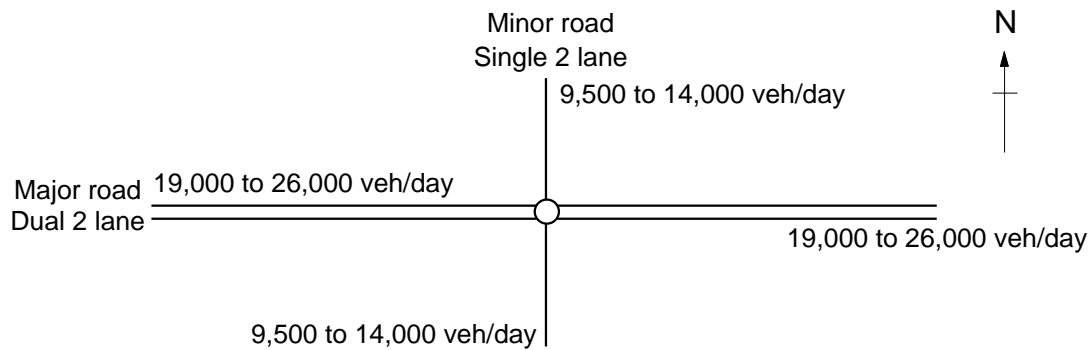 Minor road
Single 2 lane
N
9,500 to 14,000 veh/day
Major road
Dual 2 lane
19,000 to 26,000 veh/day
19,000 to 26,000 veh/day
9,500 to 14,000 veh/day